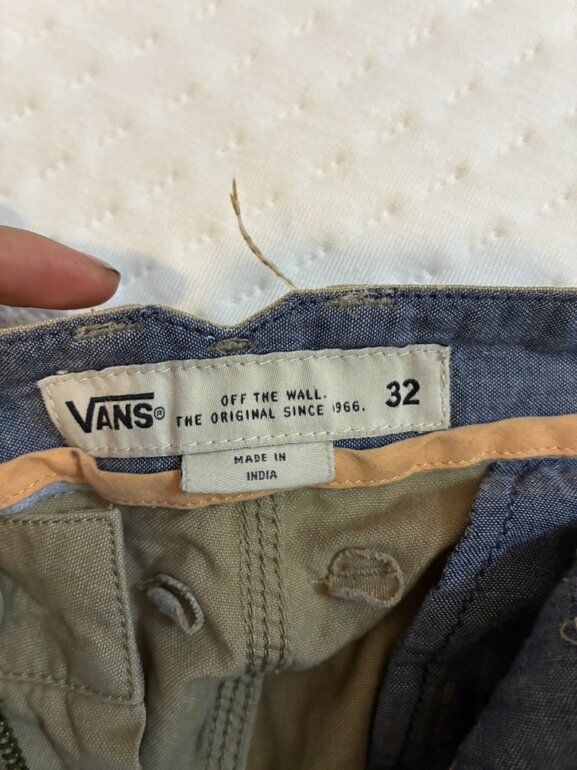 VANS®
OFF THE WALL.
THE ORIGINAL SINCE 1966.
32
MADE IN
INDIA